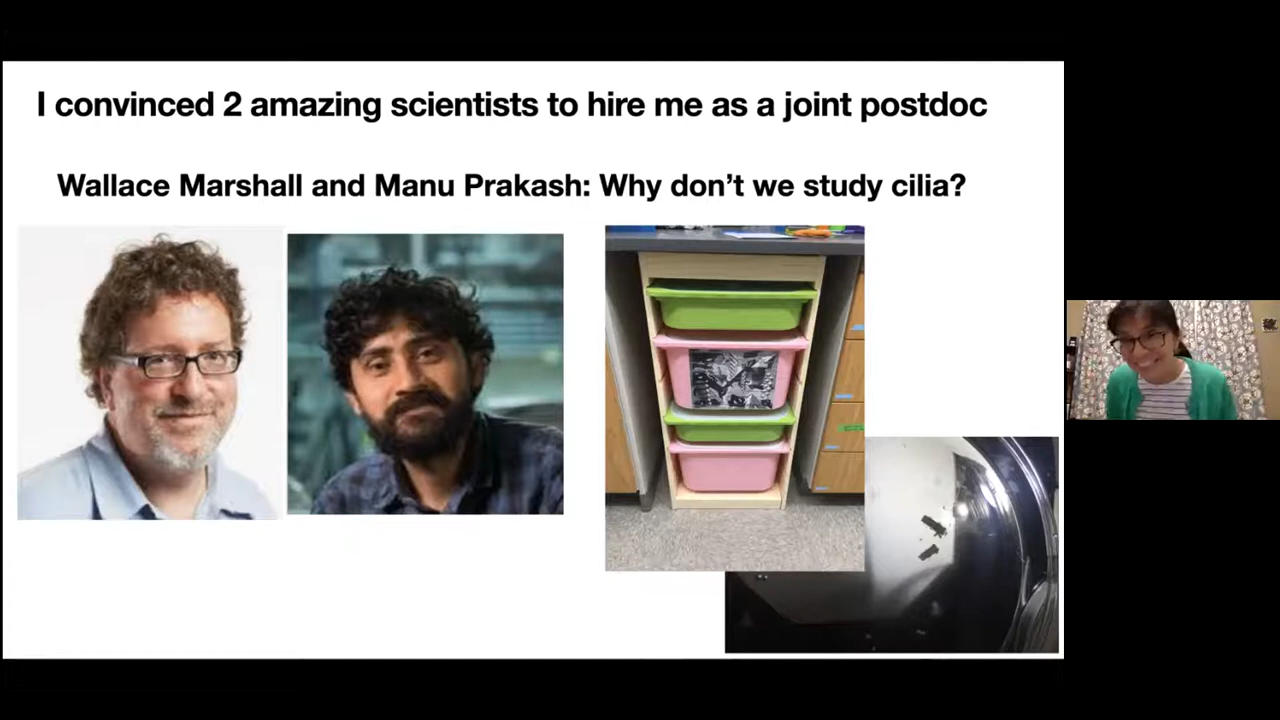 I convinced 2 amazing scientists to hire me as a joint postdoc
Wallace Marshall and Manu Prakash: Why don’t we study cilia?